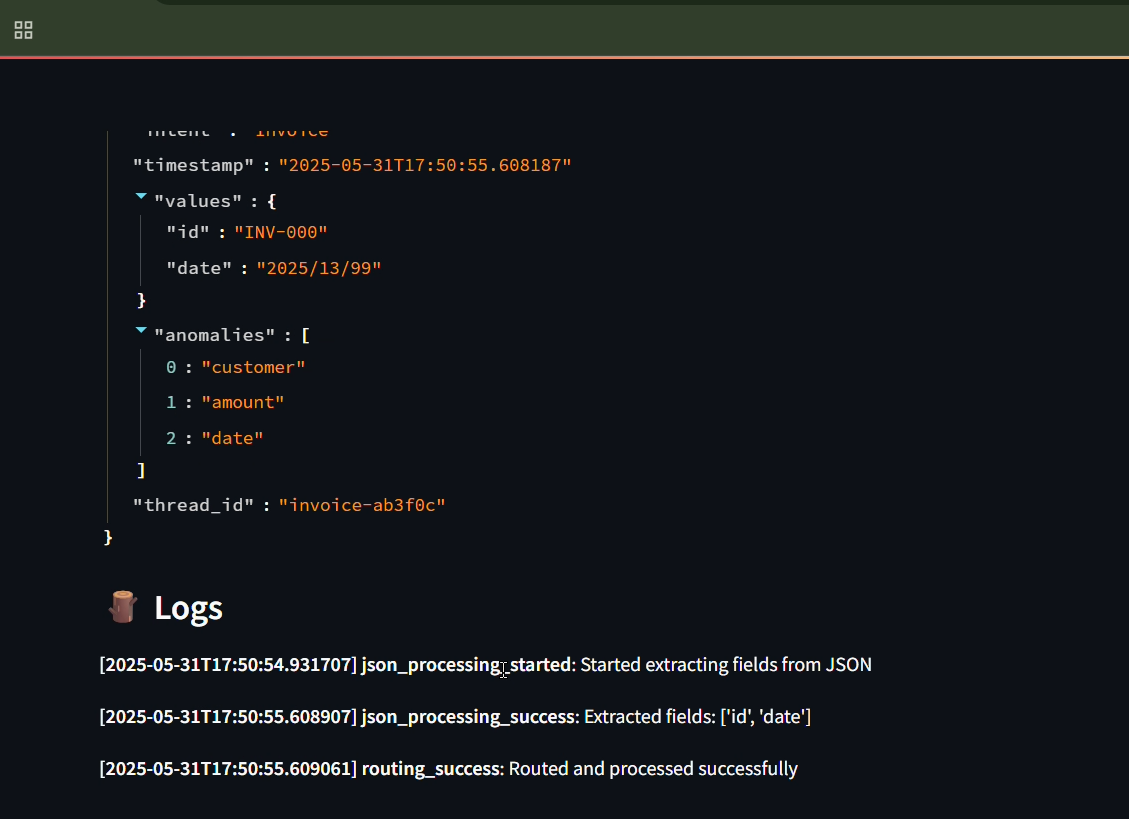 "intent" : "invoice"
"timestamp" : "2025-05-31T17:50:55.608187"
"values" : {
"id" : "INV-000"
"date" : "2025/13/99"
}
"anomalies" : [
0 : "customer"
1 : "amount"
2 : "date"
]
"thread_id" : "invoice-ab3f0c"
}
Logs
[2025-05-31T17:50:54.931707] json_processing_started: Started extracting fields from JSON
[2025-05-31T17:50:55.608907] json_processing_success: Extracted fields: ['id', 'date']
[2025-05-31T17:50:55.609061] routing_success: Routed and processed successfully